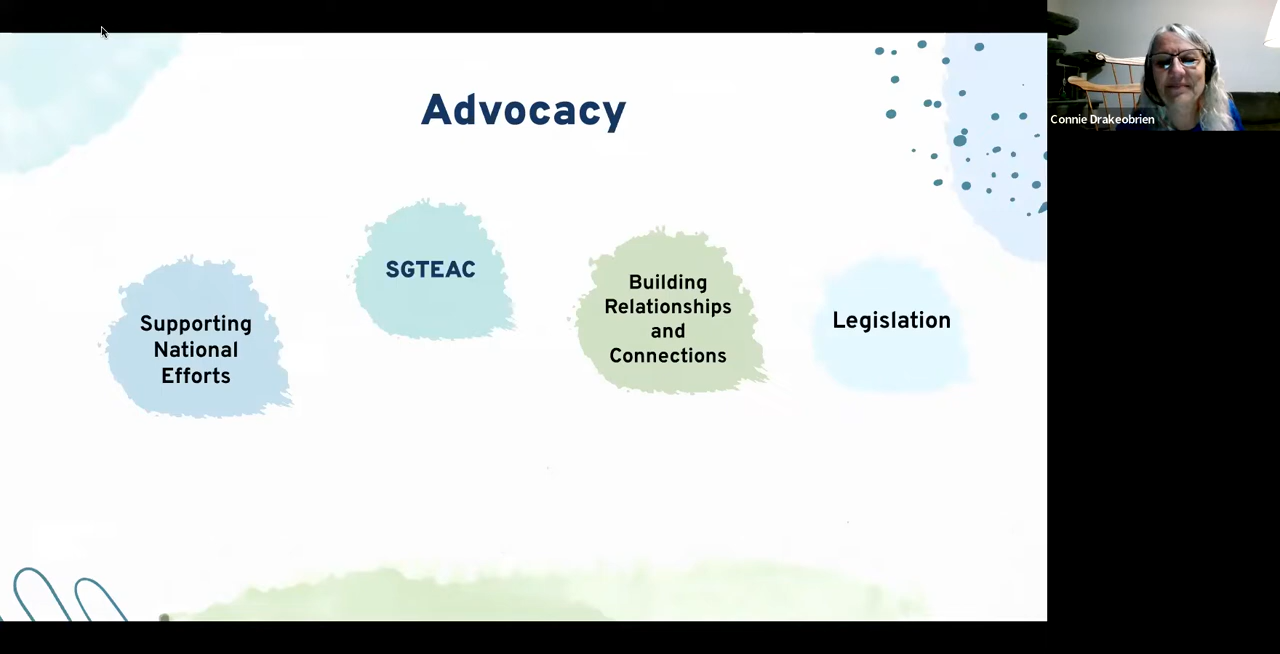 Advocacy
Supporting
National
Efforts
SGTEAC
Building
Relationships
and
Connections
Legislation
Connie Drakeobrien